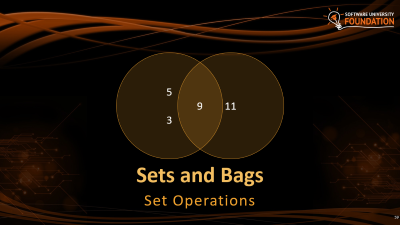 SOFTWARE UNIVERSITY
FOUNDATION
5
9
11
3
Sets and Bags
Set Operations